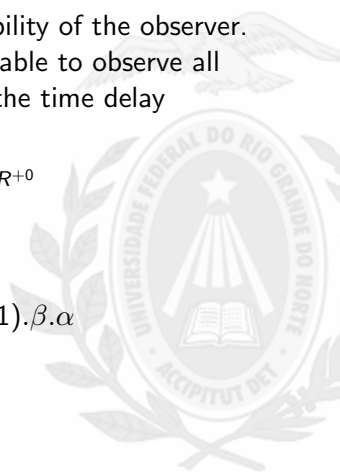 bility of the observer.
able to observe all
the time delay
R⁺⁰
1).β.α
UNIVERSIDADE FEDERAL DO RIO GRANDE DO NORTE
ACCIPITUT DET